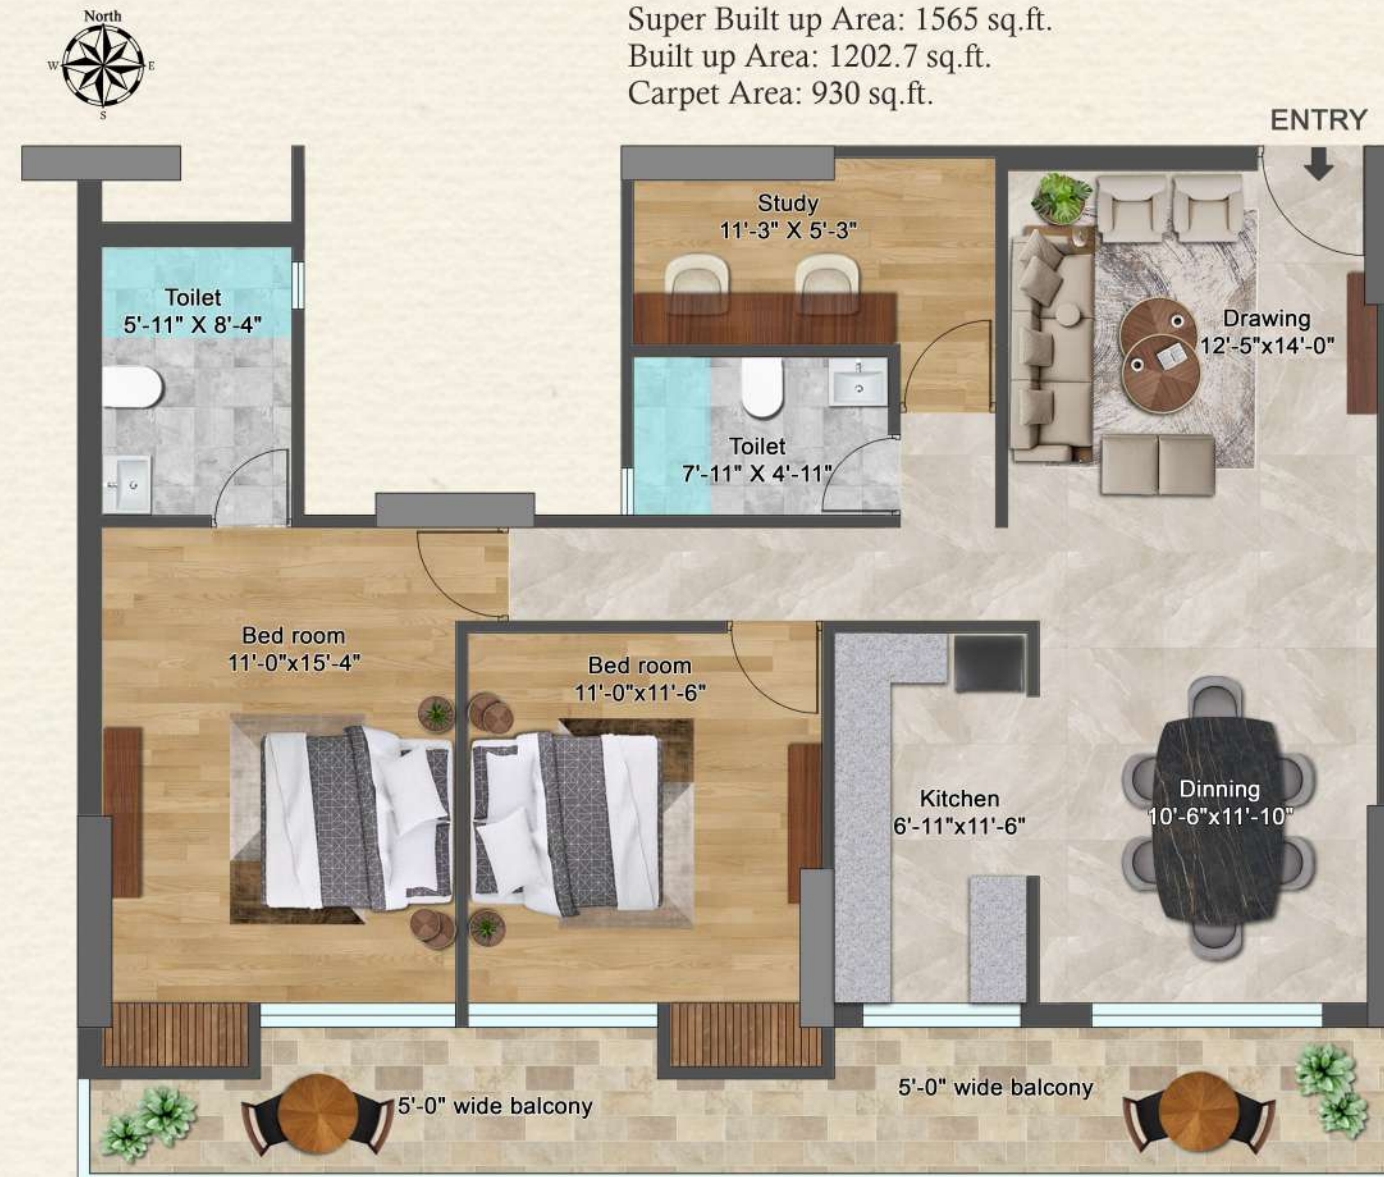 North
W
E
S
Super Built up Area: 1565 sq.ft.
Built up Area: 1202.7 sq.ft.
Carpet Area: 930 sq.ft.
ENTRY
Study
11'-3" X 5'-3"
Toilet
5'-11" X 8'-4"
Drawing
12'-5"x14'-0"
Toilet
7'-11" X 4'-11"
Bed room
11'-0"x15'-4"
Bed room
11'-0"x11'-6"
Kitchen
6'-11"x11'-6"
Dinning
10'-6"x11'-10"
5'-0" wide balcony
5'-0" wide balcony